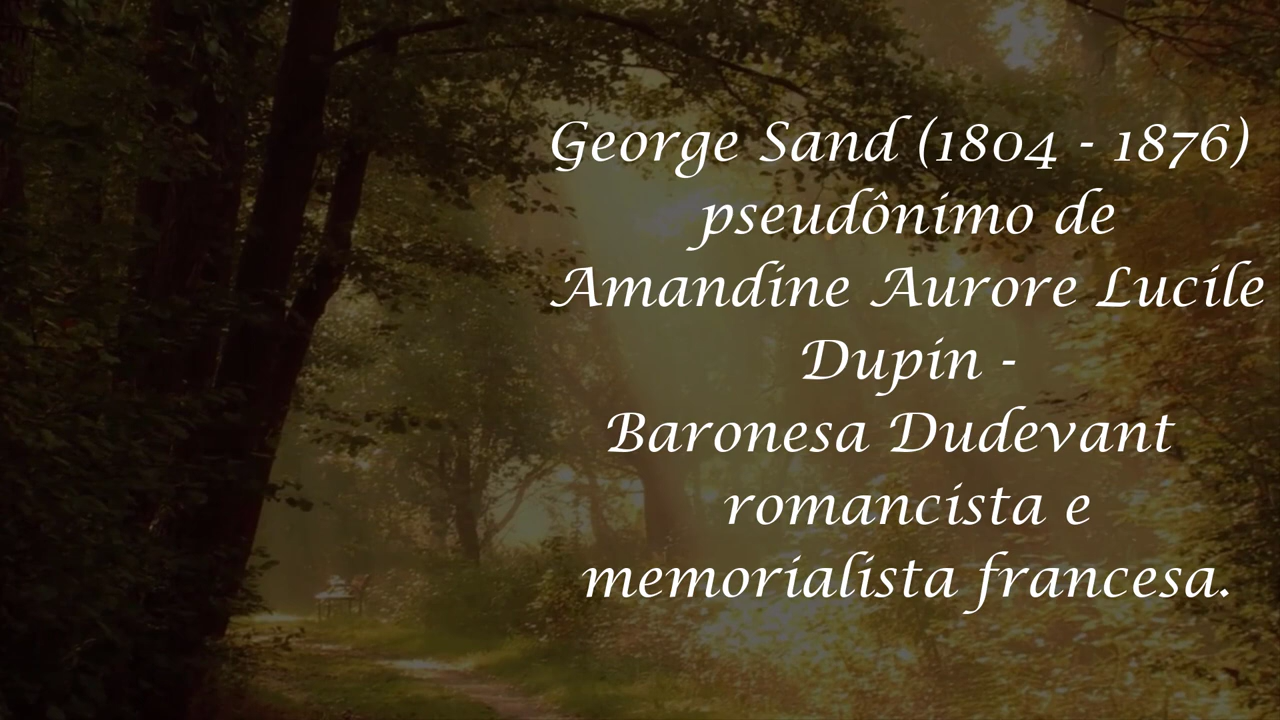 George Sand (1804 - 1876)
pseudônimo de
Amandine Aurore Lucile
Dupin -
Baronesa Dudevant
romancista e
memorialista francesa.